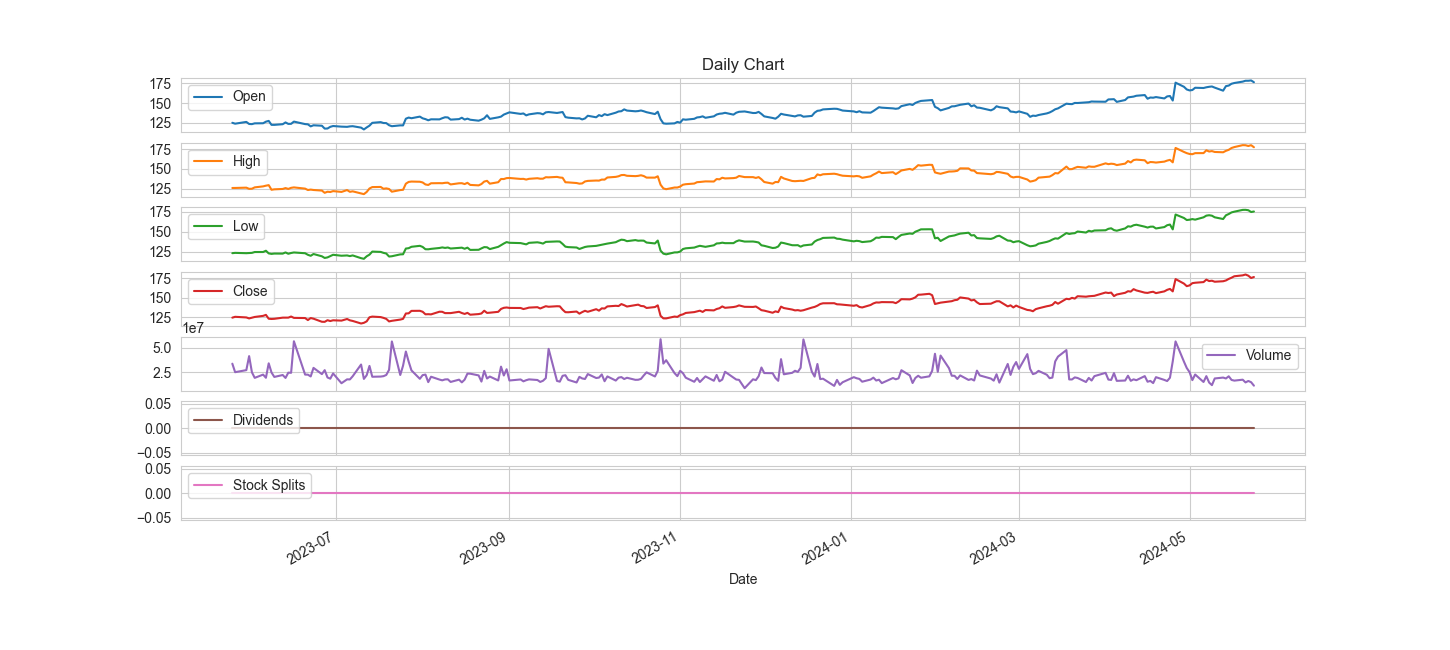 Daily Chart
175
150
125
Open
175
150
125
High
175
150
125
Low
175
150
125
Close
1e7
5.0
2.5
Volume
0.05
0.00
−0.05
Dividends
0.05
0.00
−0.05
Stock Splits
2023-07
2023-09
2023-11
2024-01
2024-03
2024-05
Date